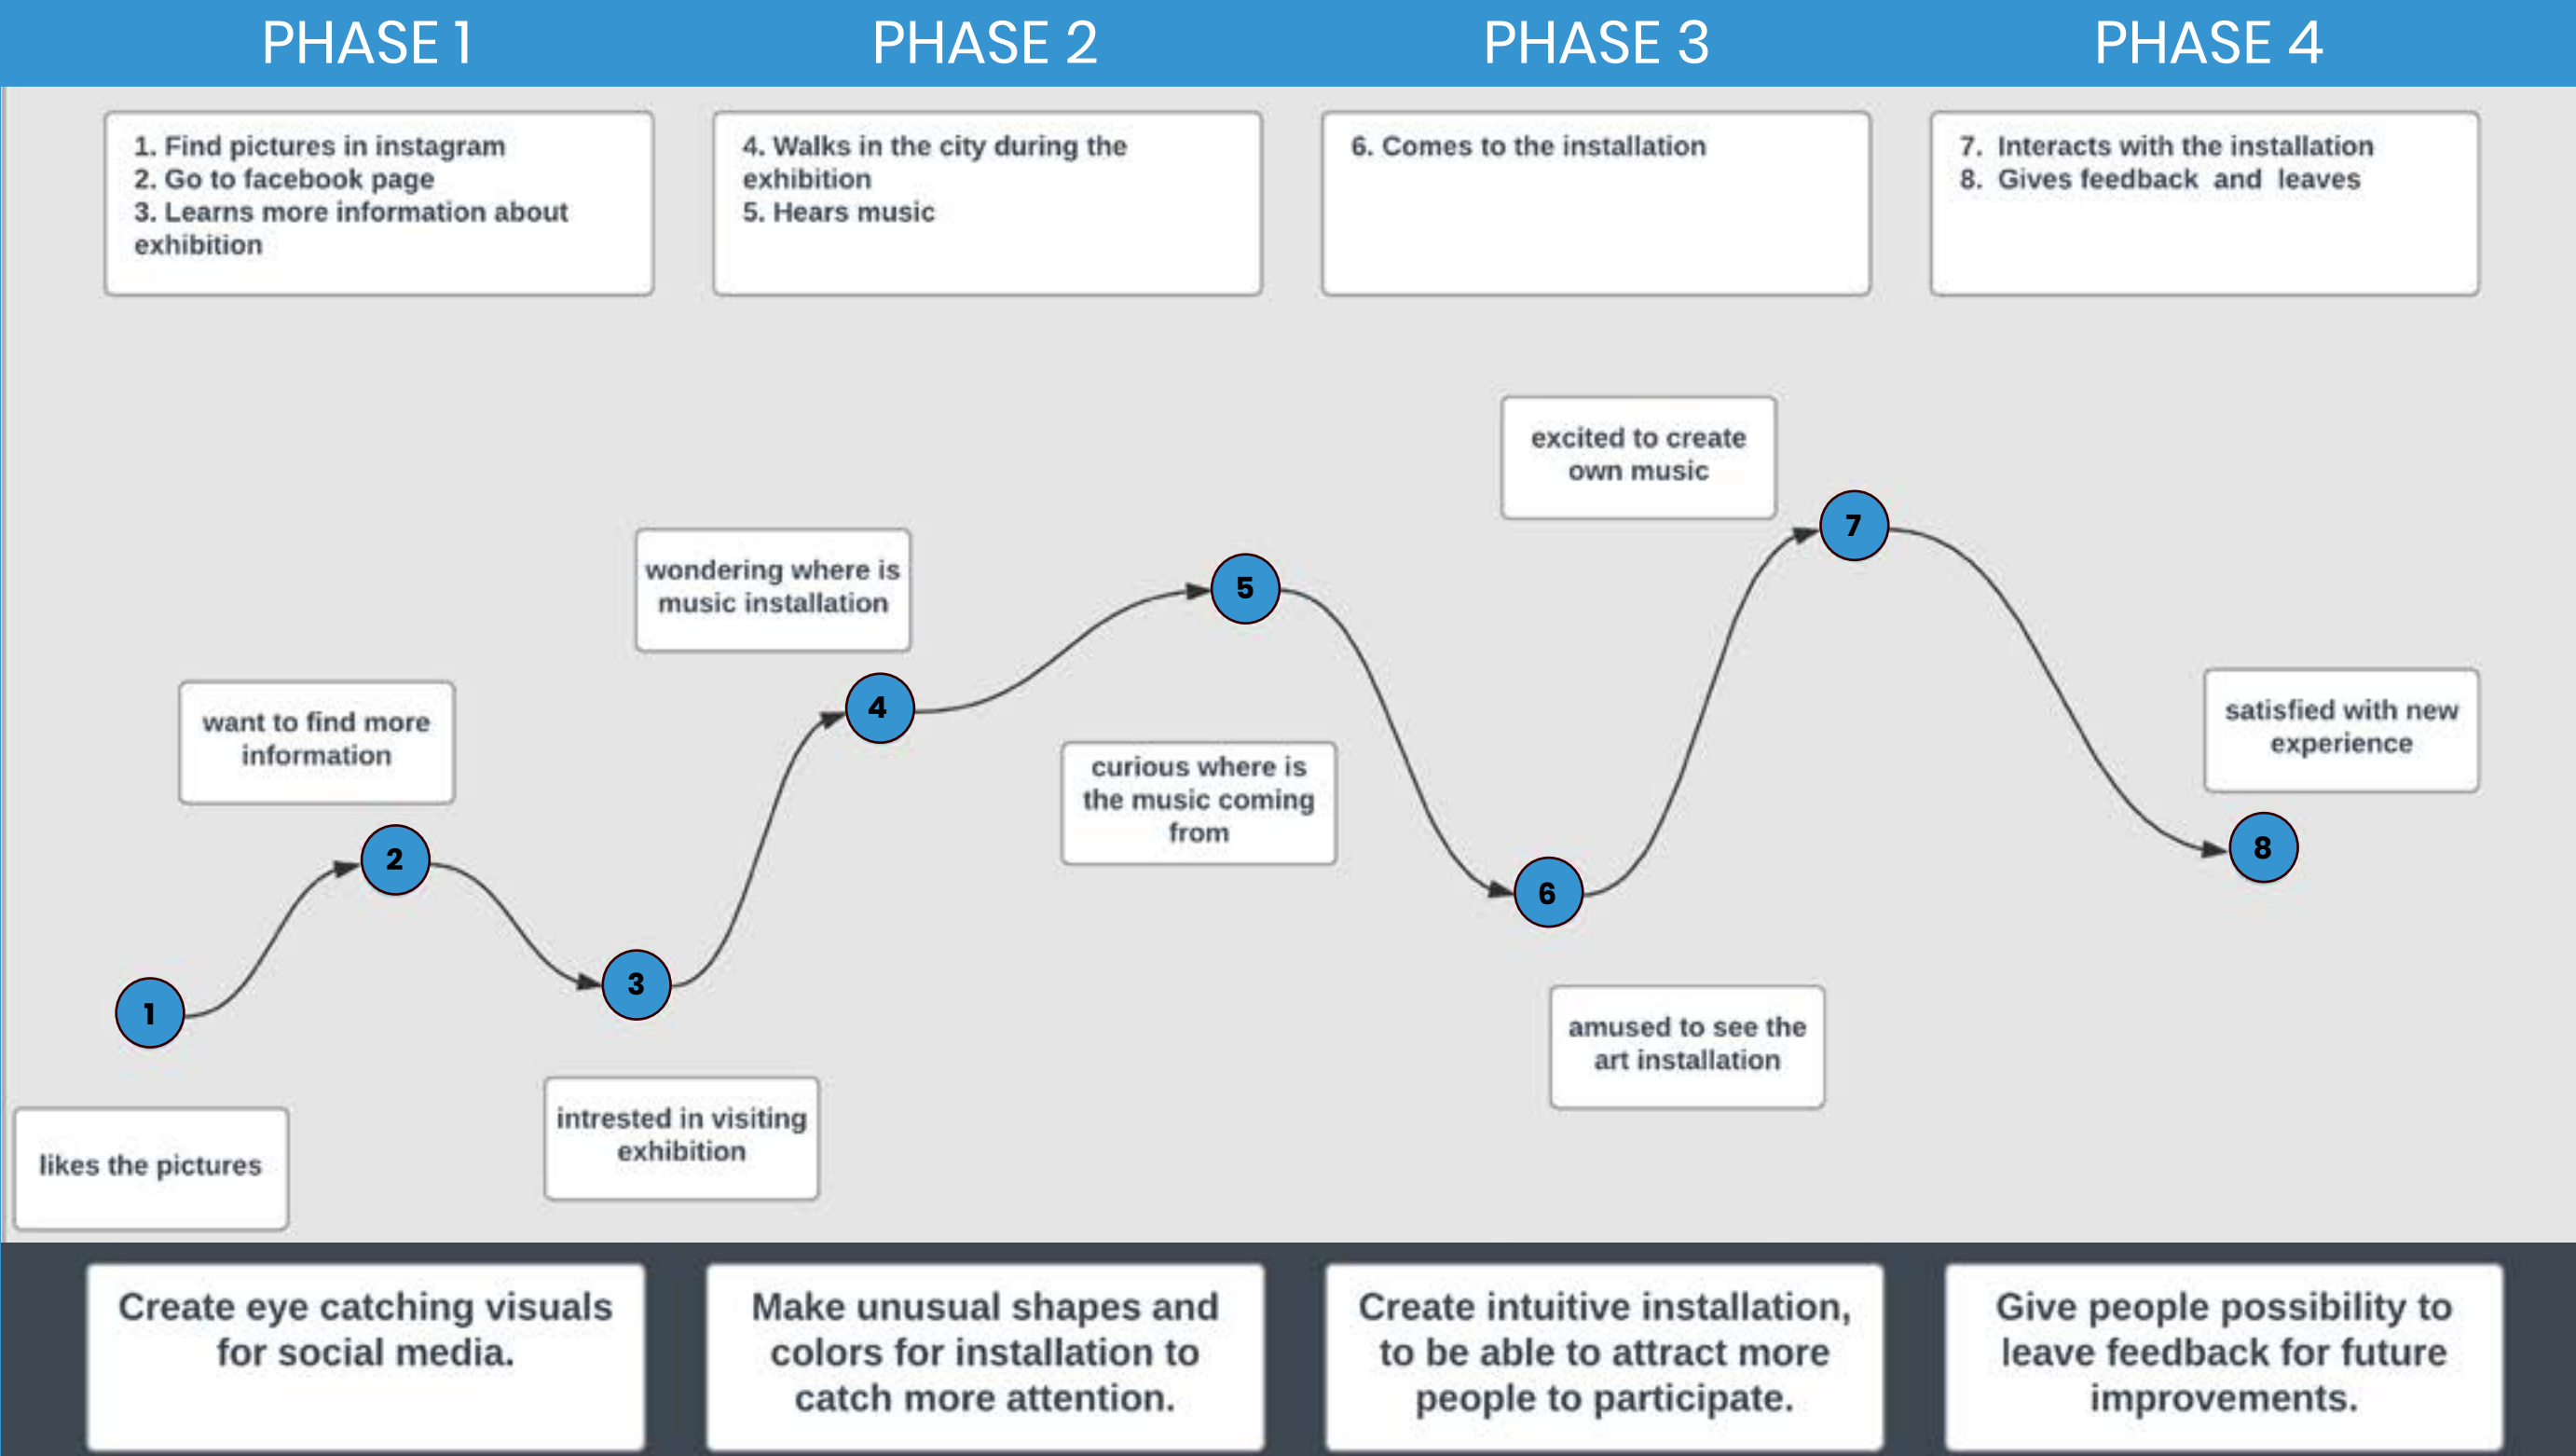 PHASE 1
PHASE 2
PHASE 3
PHASE 4
1. Find pictures in instagram
2. Go to facebook page
3. Learns more information about
exhibition
4. Walks in the city during the
exhibition
5. Hears music
6. Comes to the installation
7. Interacts with the installation
8. Gives feedback and leaves
excited to create
own music
7
wondering where is
music installation
5
4
want to find more
information
curious where is
the music coming
from
satisfied with new
experience
2
6
8
3
1
amused to see the
art installation
intrested in visiting
exhibition
likes the pictures
Create eye catching visuals
for social media.
Make unusual shapes and
colors for installation to
catch more attention.
Create intuitive installation,
to be able to attract more
people to participate.
Give people possibility to
leave feedback for future
improvements.